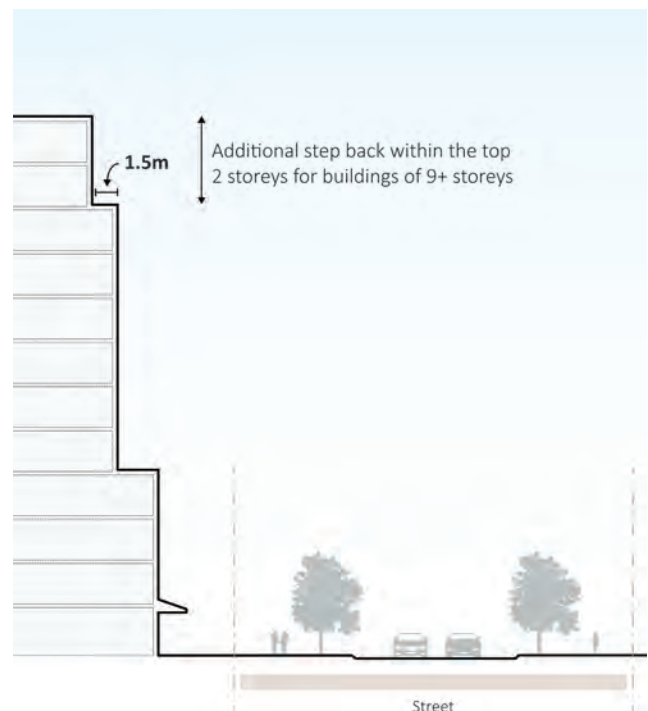 1.5m
Additional step back within the top
2 storeys for buildings of 9+ storeys
Street